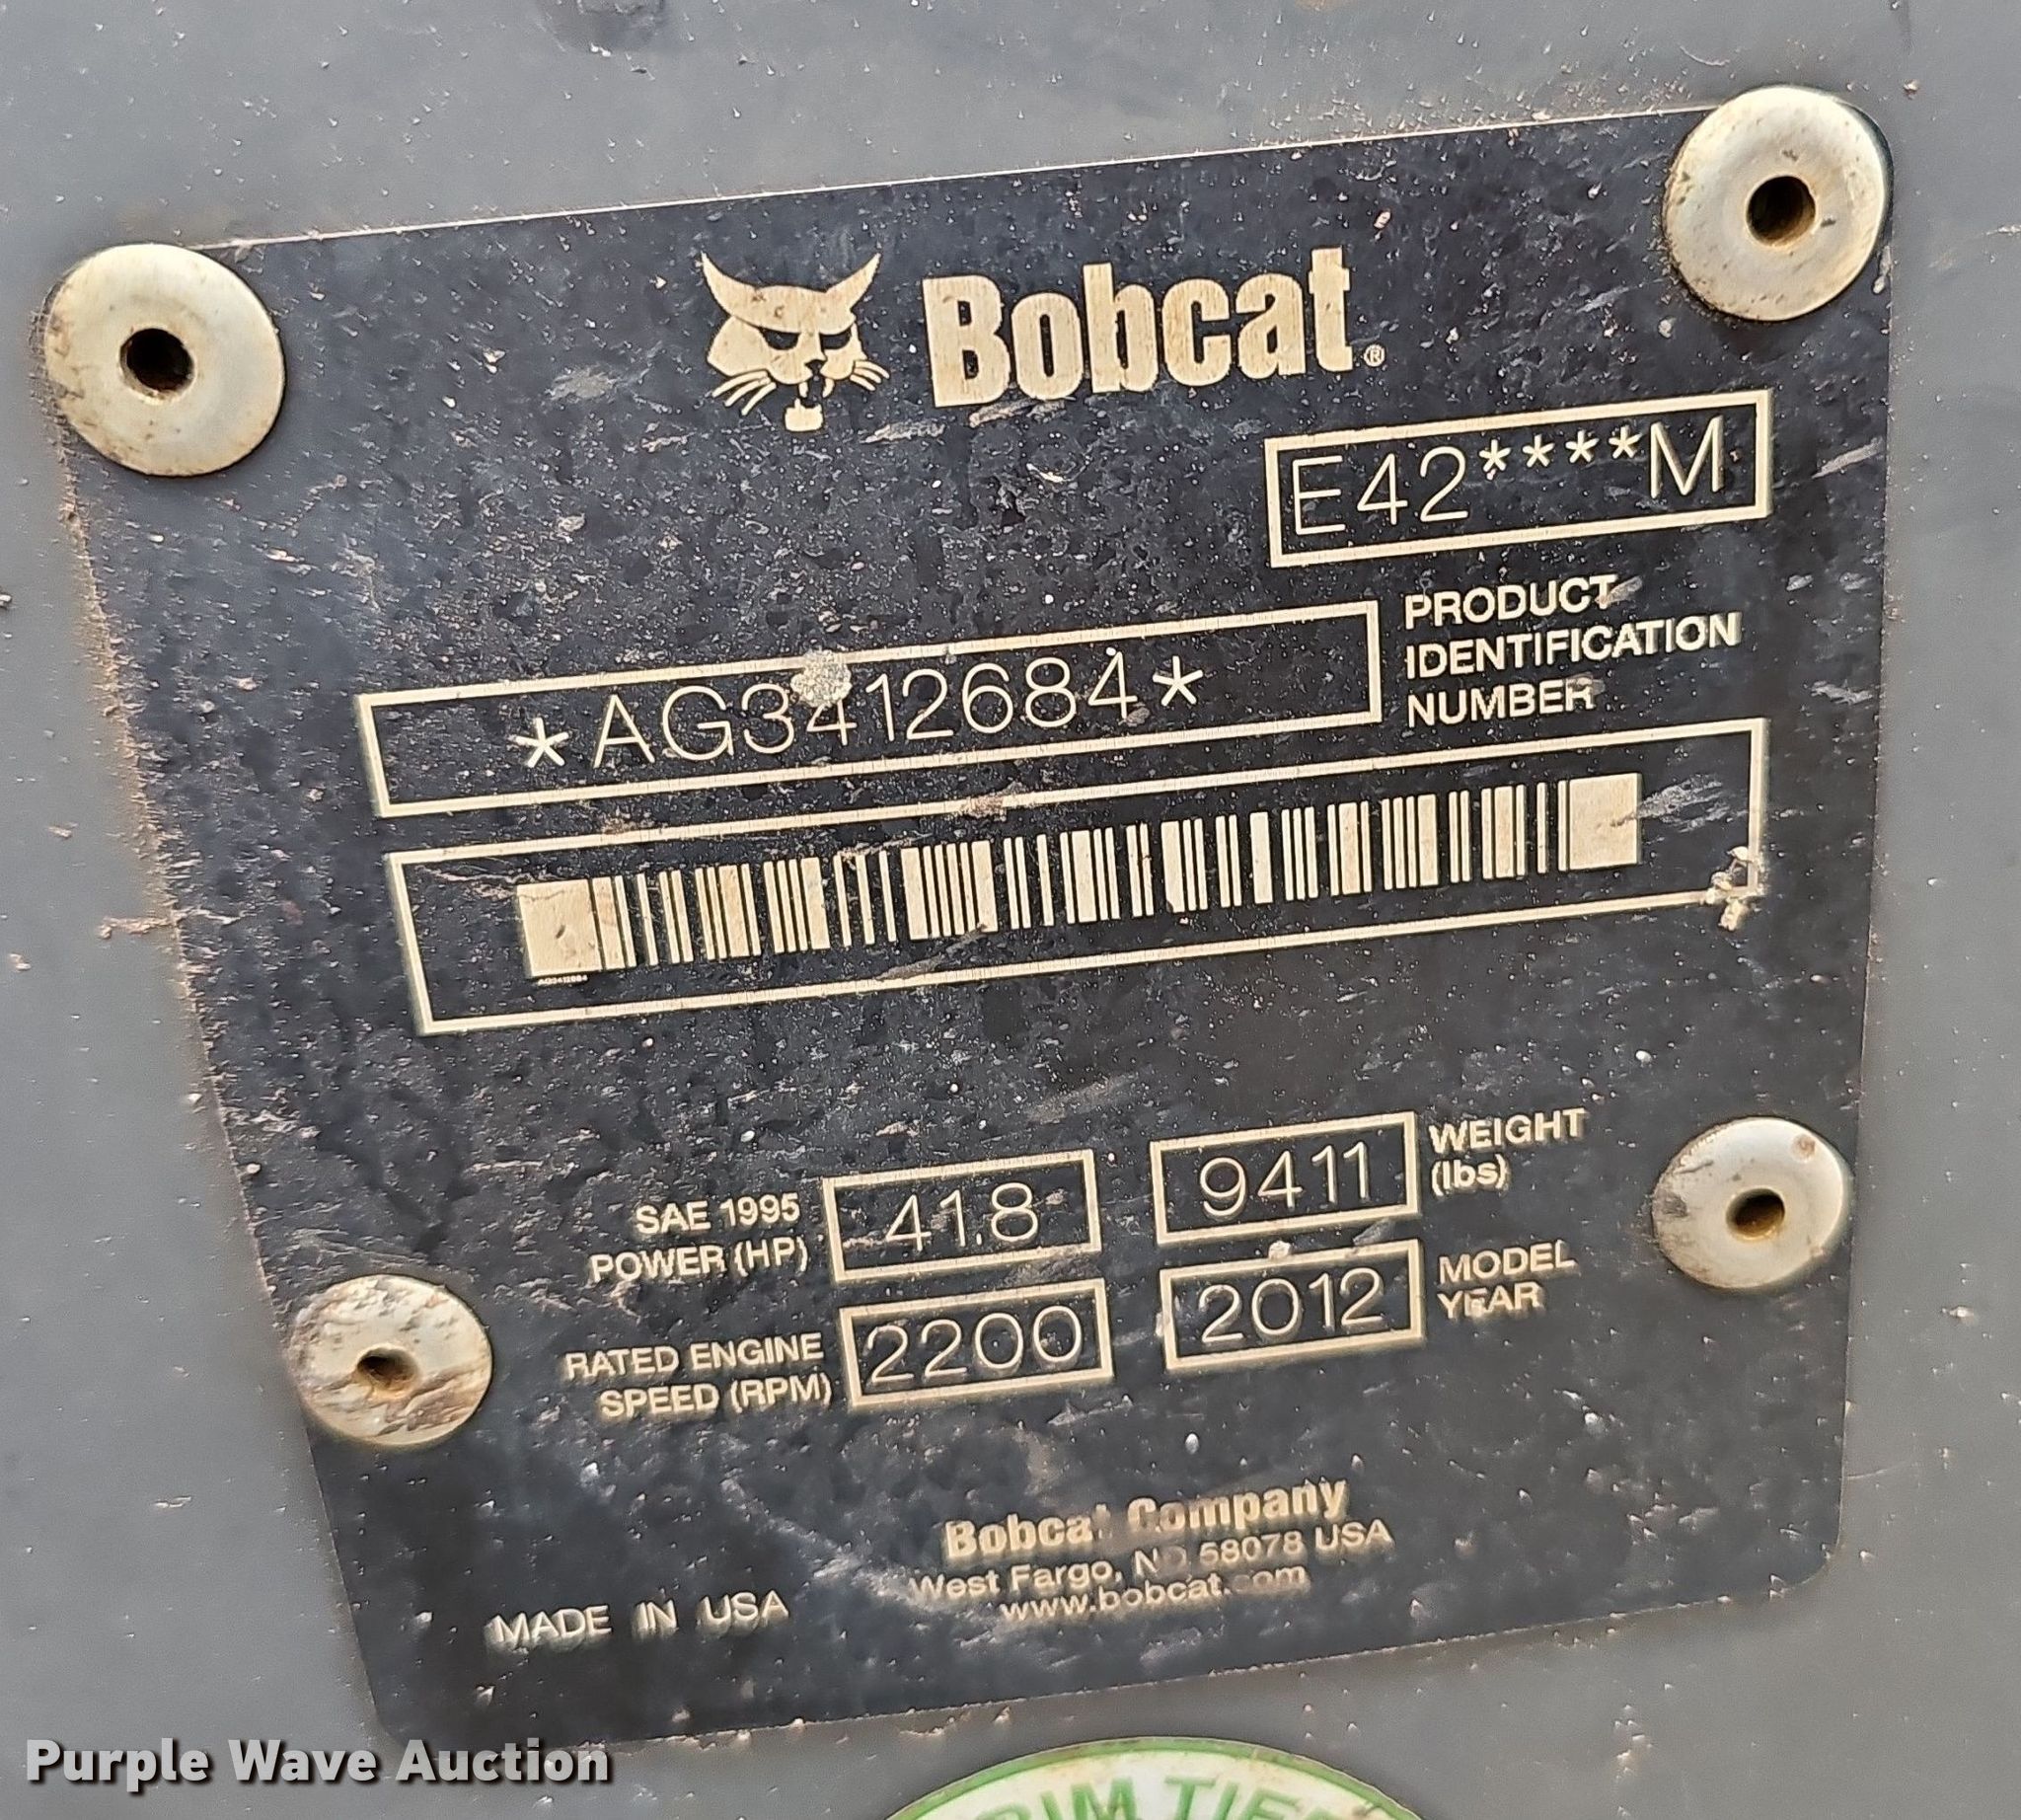 Bobcat®
E42****M
*AG3412684*
PRODUCT
IDENTIFICATION
NUMBER
AG3412684
SAE 1995
POWER (HP)
41.8
9411
WEIGHT
(lbs)
RATED ENGINE
SPEED (RPM)
2200
2012
MODEL
YEAR
Bobcat Company
West Fargo, ND 58078 USA
www.bobcat.com
MADE IN USA
Purple Wave Auction